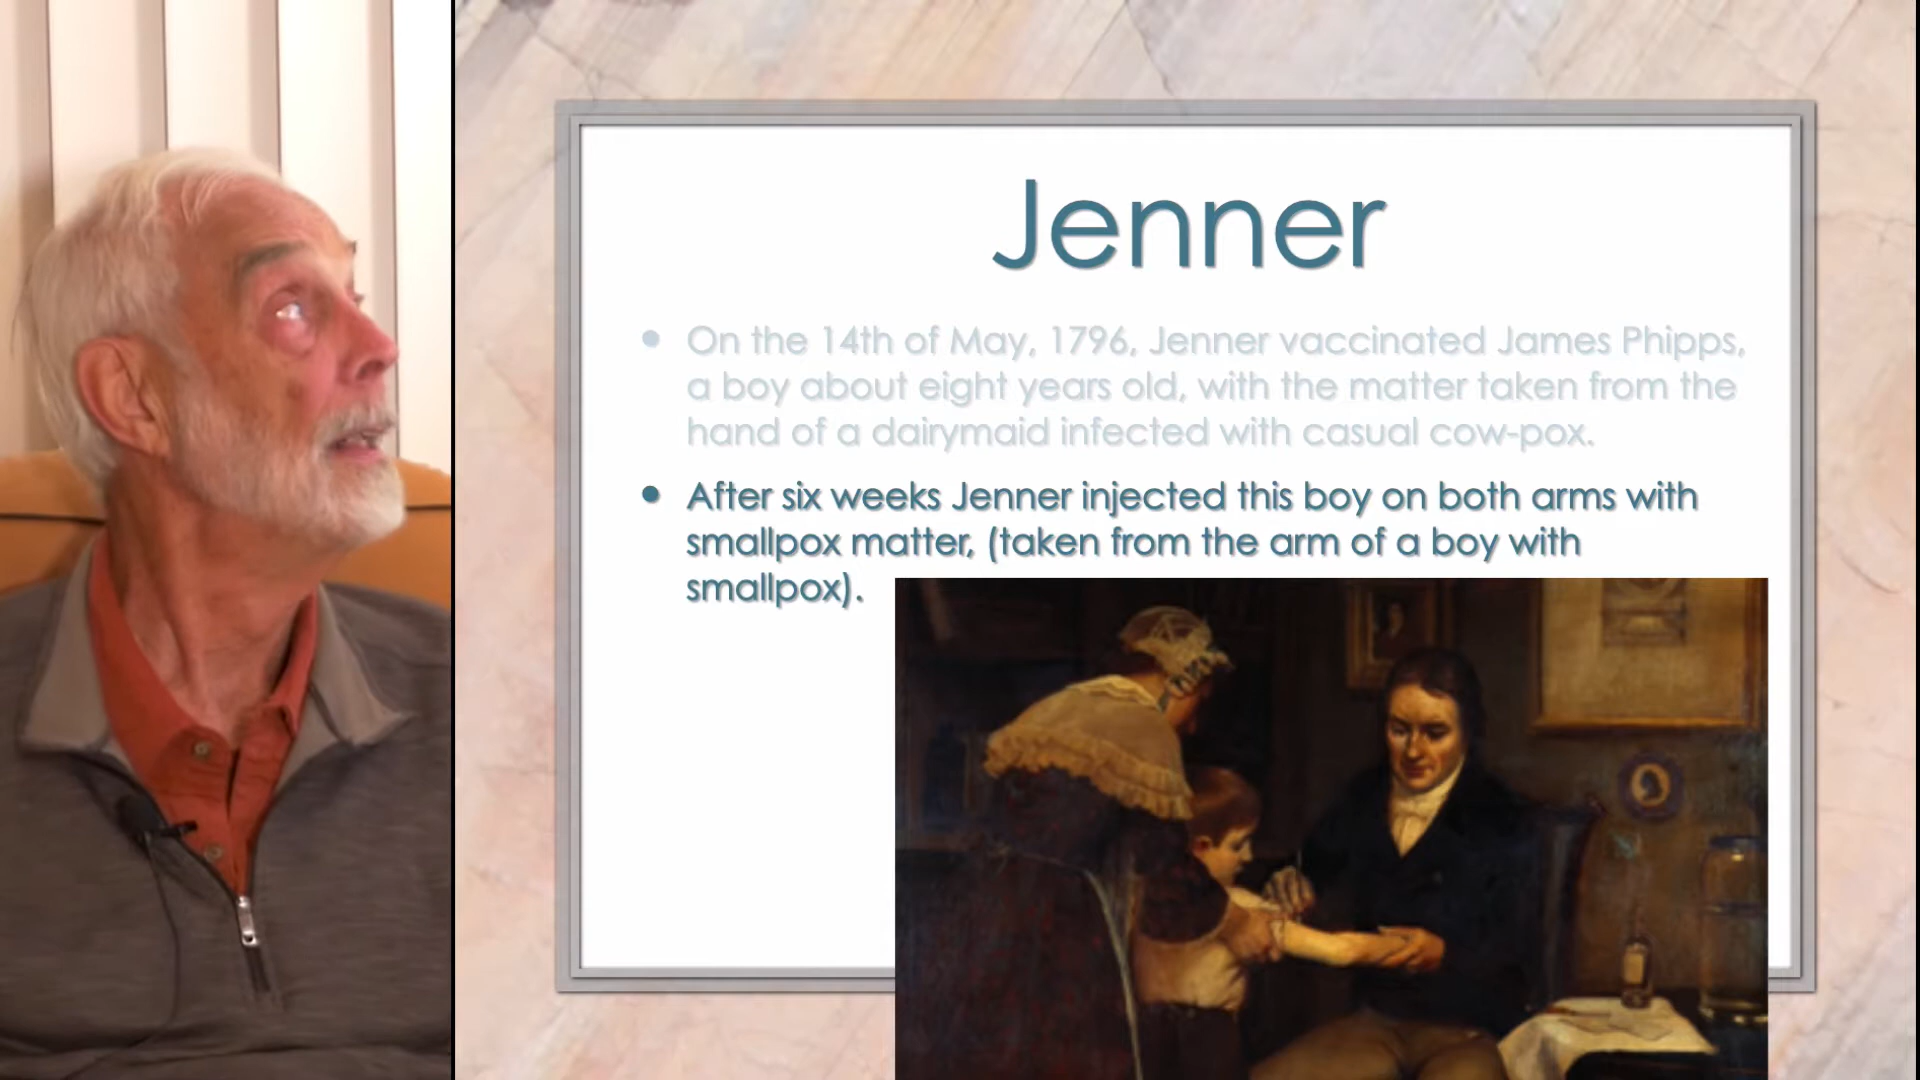 Jenner
• On the 14th of May, 1796, Jenner vaccinated James Phipps,
a boy about eight years old, with the matter taken from the
hand of a dairymaid infected with casual cow-pox.
• After six weeks Jenner injected this boy on both arms with
smallpox matter, (taken from the arm of a boy with
smallpox).